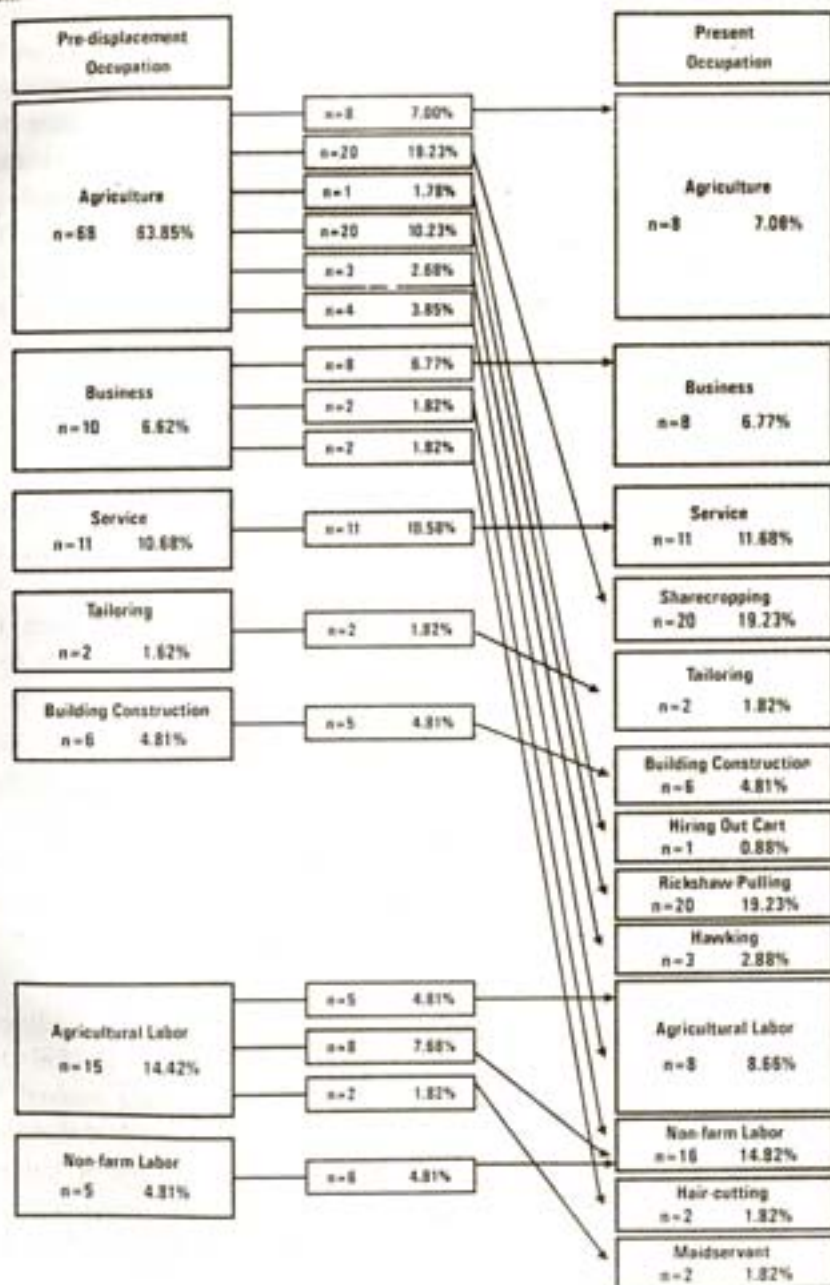 Pre-displacement
Occupation
Agriculture
n=68 63.85%
Business
n=10 6.62%
Service
n=11 10.68%
Tailoring
n=2 1.62%
Building Construction
n=6 4.81%
Agricultural Labor
n=15 14.42%
Non-farm Labor
n=5 4.81%
n=8 7.00%
n=20 19.23%
n=1 1.78%
n=20 10.23%
n=3 2.68%
n=4 3.85%
n=8 6.77%
n=2 1.82%
n=2 1.82%
n=11 10.58%
n=2 1.82%
n=5 4.81%
n=5 4.81%
n=8 7.68%
n=2 1.82%
n=6 4.81%
Present
Occupation
Agriculture
n=8 7.08%
Business
n=8 6.77%
Service
n=11 11.68%
Sharecropping
n=20 19.23%
Tailoring
n=2 1.82%
Building Construction
n=6 4.81%
Hiring Out Cart
n=1 0.88%
Rickshaw Pulling
n=20 19.23%
Hawking
n=3 2.88%
Agricultural Labor
n=8 8.66%
Non-farm Labor
n=16 14.82%
Hair-cutting
n=2 1.82%
Maidservant
n=2 1.82%